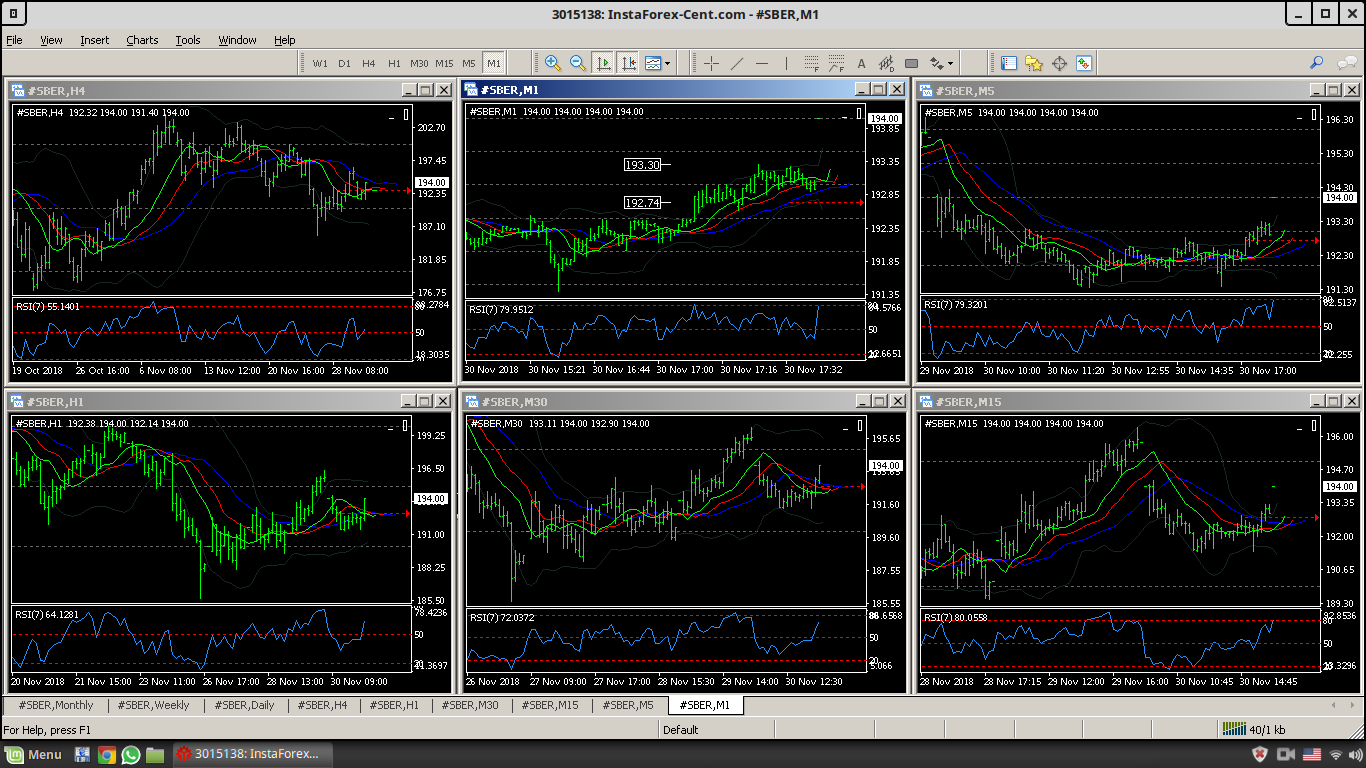 3015138: InstaForex-Cent.com - #SBER,M1
File View Insert Charts Tools Window Help
W1 D1 H4 H1 M30 M15 M5 M1
#SBER,H4
#SBER,H4 192.32 194.00 191.40 194.00
202.70
197.45
194.00
192.35
187.10
181.85
176.75
RSI(7) 55.1401
50
18.3035
19 Oct 2018 26 Oct 16:00 6 Nov 08:00 13 Nov 12:00 20 Nov 16:00 28 Nov 08:00
#SBER,M1
#SBER,M1 194.00 194.00 194.00 194.00
194.00
193.85
193.35
193.30
192.85
192.74
192.35
191.85
191.35
RSI(7) 79.9512
50
30 Nov 2018 30 Nov 15:21 30 Nov 16:44 30 Nov 17:00 30 Nov 17:16 30 Nov 17:32
#SBER,M5
#SBER,M5 194.00 194.00 194.00 194.00
196.30
195.30
194.30
194.00
193.30
192.30
191.30
RSI(7) 79.3201
50
29 Nov 2018 30 Nov 10:00 30 Nov 11:20 30 Nov 12:55 30 Nov 14:35 30 Nov 17:00
#SBER,H1
#SBER,H1 192.38 194.00 192.14 194.00
199.25
196.50
194.00
191.00
188.25
185.50
RSI(7) 64.1281
78.4236
50
20 Nov 2018 21 Nov 15:00 23 Nov 11:00 26 Nov 17:00 28 Nov 13:00 30 Nov 09:00
#SBER,M30
#SBER,M30 193.11 194.00 192.90 194.00
195.65
194.00
191.60
189.60
187.55
185.55
RSI(7) 72.0372
50
20
5.066
26 Nov 2018 27 Nov 09:00 27 Nov 17:00 28 Nov 15:30 29 Nov 14:00 30 Nov 12:30
#SBER,M15
#SBER,M15 194.00 194.00 194.00 194.00
196.00
194.70
194.00
193.35
192.00
190.65
189.30
RSI(7) 80.0558
92.8536
80
50
28 Nov 2018 28 Nov 17:15 29 Nov 12:00 29 Nov 16:00 30 Nov 10:45 30 Nov 14:45
#SBER,Monthly #SBER,Weekly #SBER,Daily #SBER,H4 #SBER,H1 #SBER,M30 #SBER,M15 #SBER,M5 #SBER,M1
For Help, press F1 Default 40/1 kb
Menu 3015138: InstaForex...